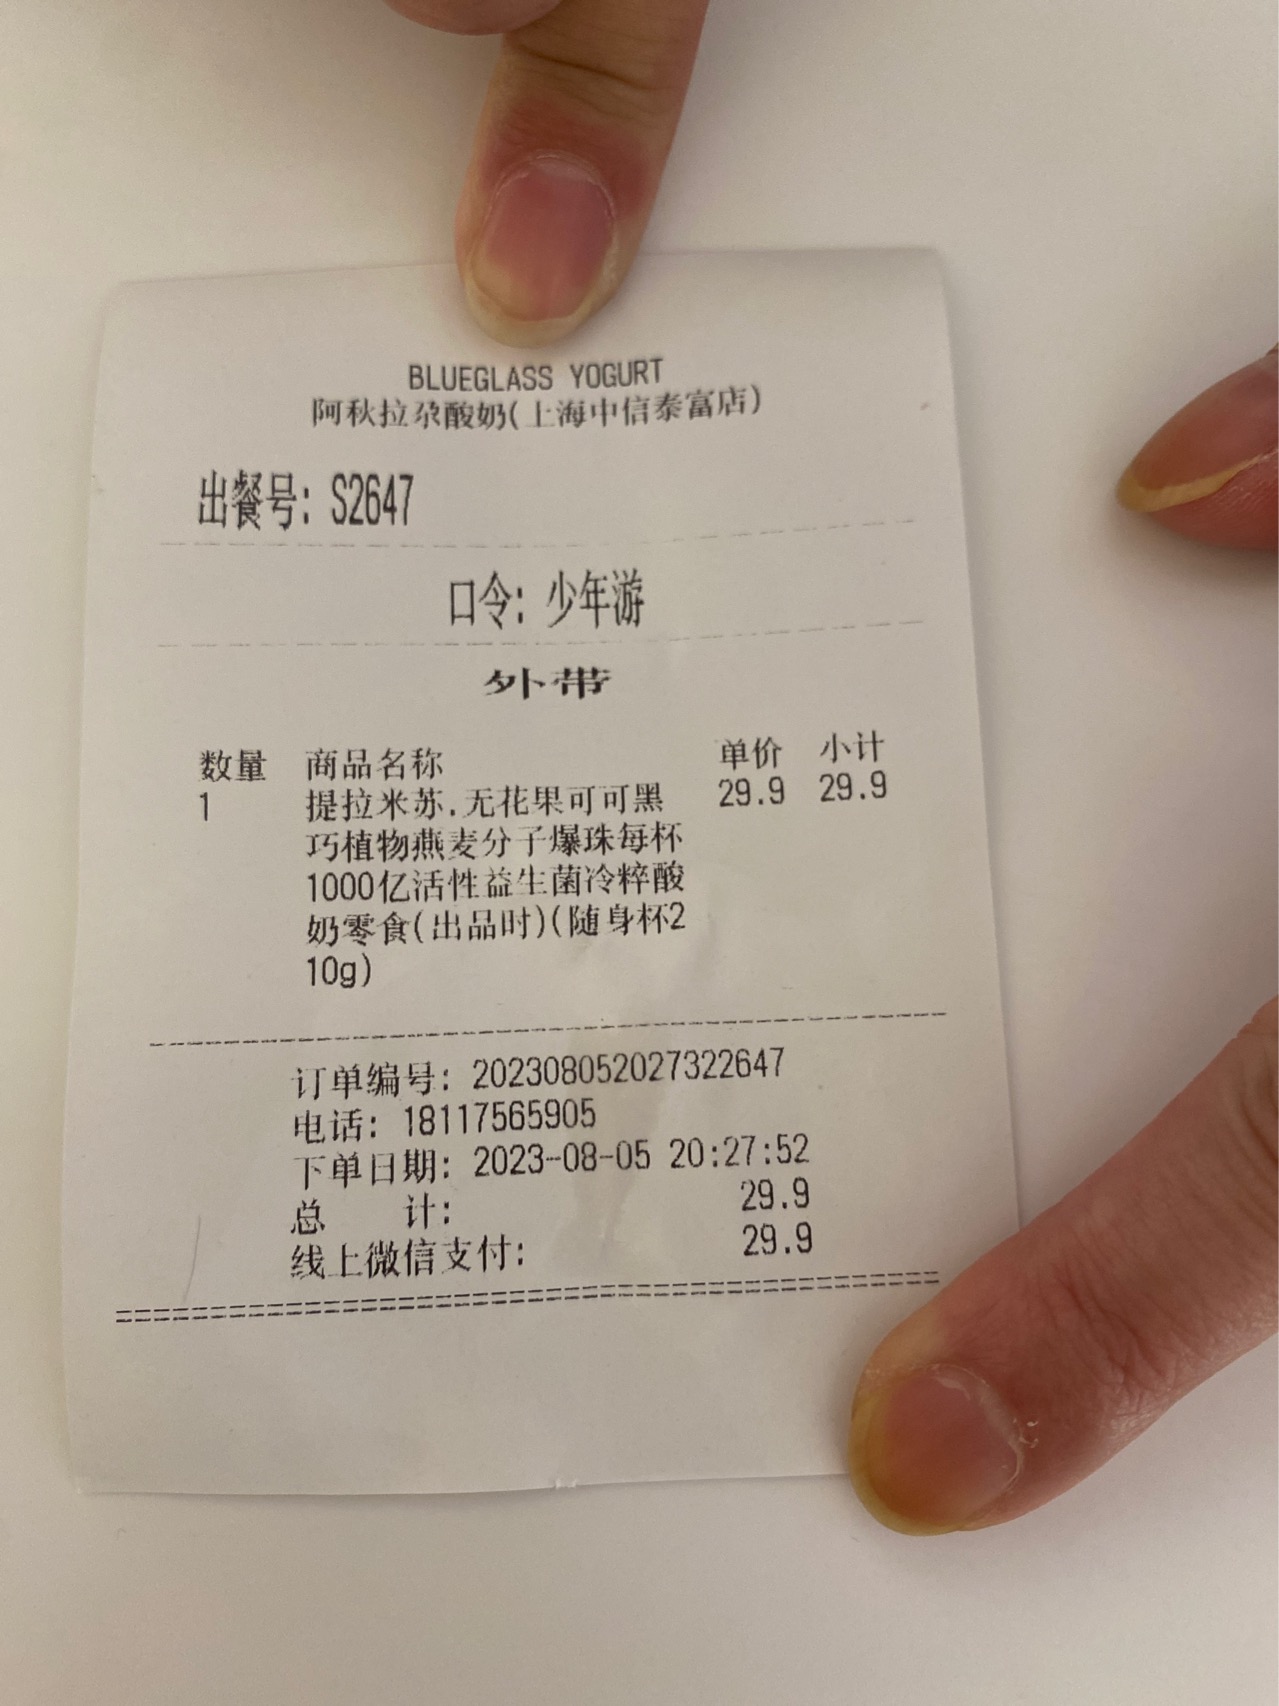 BLUEGLASS YOGURT
阿秋拉尕酸奶(上海中信泰富店)
出餐号: S2647
口令: 少年游
外带
数量 商品名称 单价 小计
1 提拉米苏.无花果可可黑 29.9 29.9
巧植物燕麦分子爆珠每杯
1000亿活性益生菌冷粹酸
奶零食(出品时)(随身杯2
10g)
订单编号: 202308052027322647
电话: 18117565905
下单日期: 2023-08-05 20:27:52
总 计: 29.9
线上微信支付: 29.9